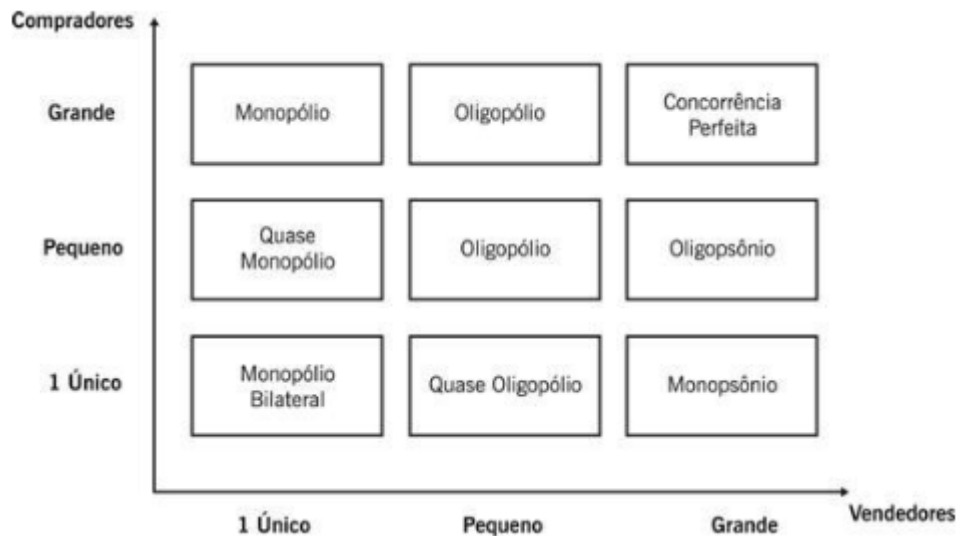 Compradores
Grande
Monopólio
Oligopólio
Concorrência
Perfeita
Pequeno
Quase
Monopólio
Oligopólio
Oligopsônio
1 Único
Monopólio
Bilateral
Quase Oligopólio
Monopsônio
1 Único
Pequeno
Grande
Vendedores